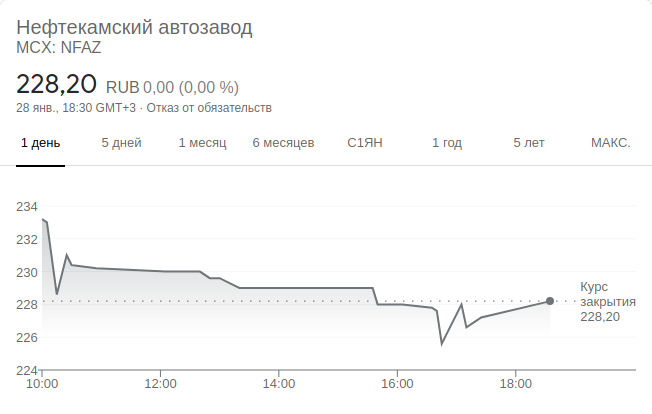 Нефтекамский автозавод
MCX: NFAZ
228,20 RUB 0,00 (0,00 %)
28 янв., 18:30 GMT+3 · Отказ от обязательств
1 день 5 дней 1 месяц 6 месяцев С1ЯН 1 год 5 лет МАКС.
234
232
230
228
226
224
Курс
закрытия
228,20
10:00 12:00 14:00 16:00 18:00